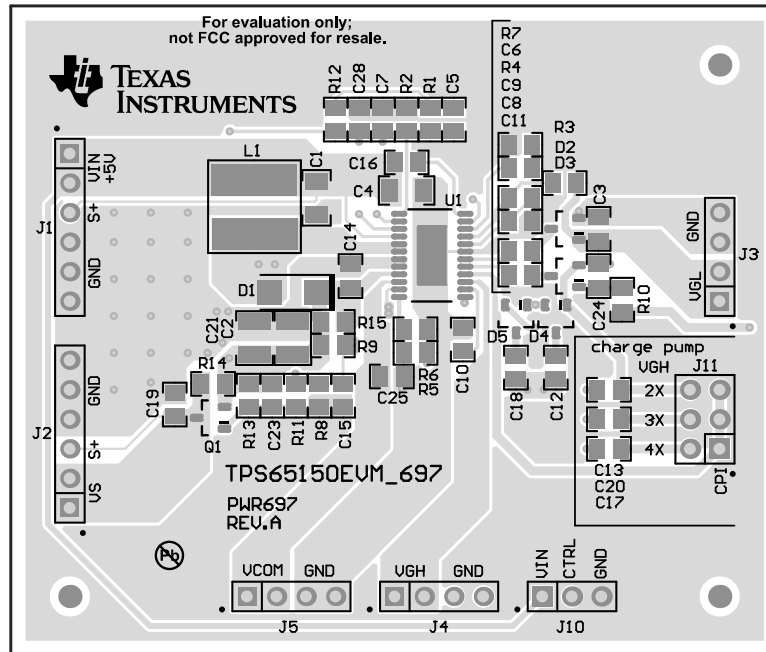 For evaluation only;
not FCC approved for resale.
TEXAS
INSTRUMENTS
R12
C28
C7
R2
R1
C5
R7
C6
R4
C9
C8
C11
R3
D2
D3
L1
C1
C16
C4
U1
C3
VIN
+5V
S+
GND
J1
C14
GND
VGL
J3
D1
C21
C2
R15
R9
R6
R5
C10
D5
D4
C24
R10
charge pump
VGH
J11
2X
3X
4X
CPI
C13
C20
C17
C18
C12
R14
C19
Q1
R13
C23
R11
R8
C15
C25
GND
S+
VS
J2
TPS65150EVM_697
PWR697
REV.A
Pb
VCOM
GND
J5
VGH
GND
J4
VIN
CTRL
GND
J10